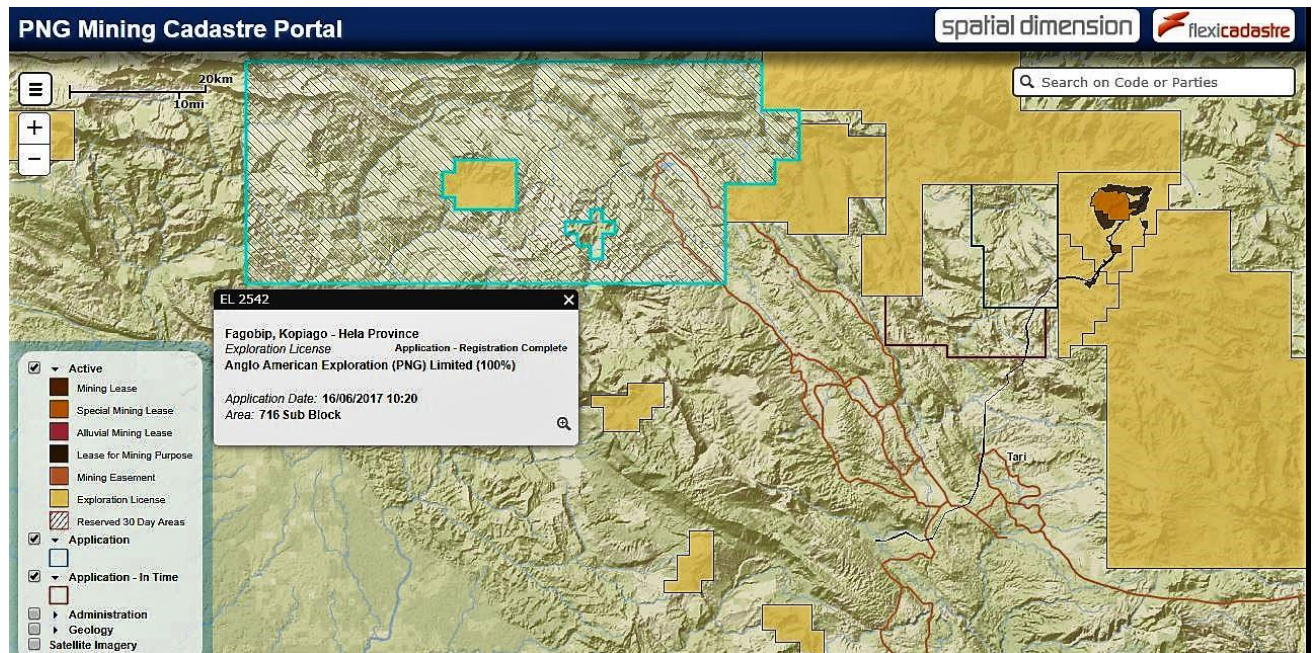 PNG Mining Cadastre Portal
spatial dimension
flexicadastre
20km
10mi
Search on Code or Parties
+
−
EL 2542
Fagobip, Kopiago - Hela Province
Exploration License Application - Registration Complete
Anglo American Exploration (PNG) Limited (100%)
Application Date: 16/06/2017 10:20
Area: 716 Sub Block
Tari
Active
Mining Lease
Special Mining Lease
Alluvial Mining Lease
Lease for Mining Purpose
Mining Easement
Exploration License
Reserved 30 Day Areas
Application
Application - In Time
Administration
Geology
Satellite Imagery